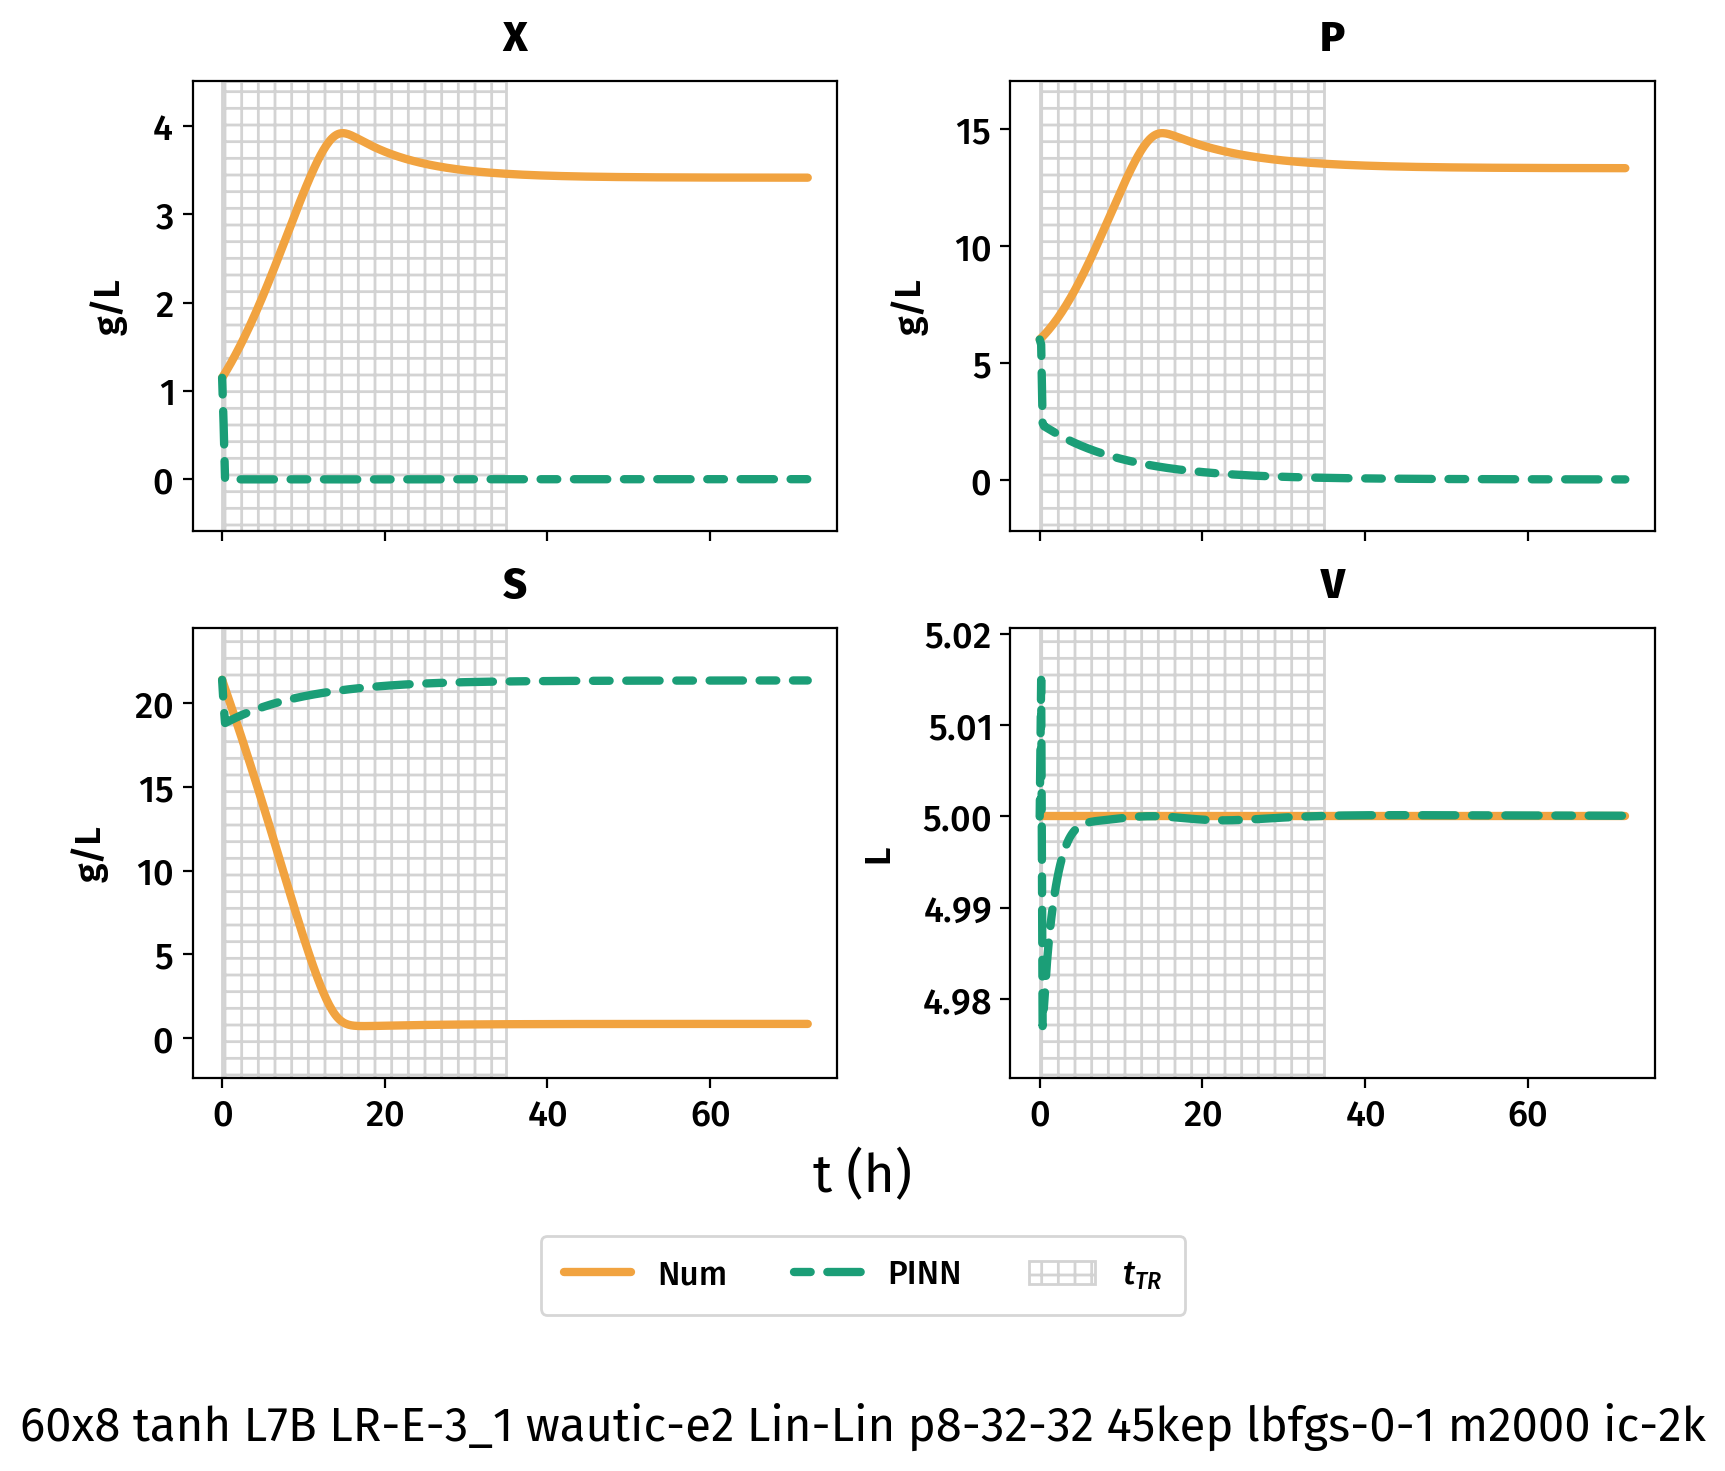 X
P
4
3
2
1
0
g/L
15
10
5
0
g/L
S
V
20
15
10
5
0
g/L
5.02
5.01
5.00
4.99
4.98
L
0 20 40 60
0 20 40 60
t (h)
Num PINN tTR
60x8 tanh L7B LR-E-3_1 wautic-e2 Lin-Lin p8-32-32 45kep lbfgs-0-1 m2000 ic-2k